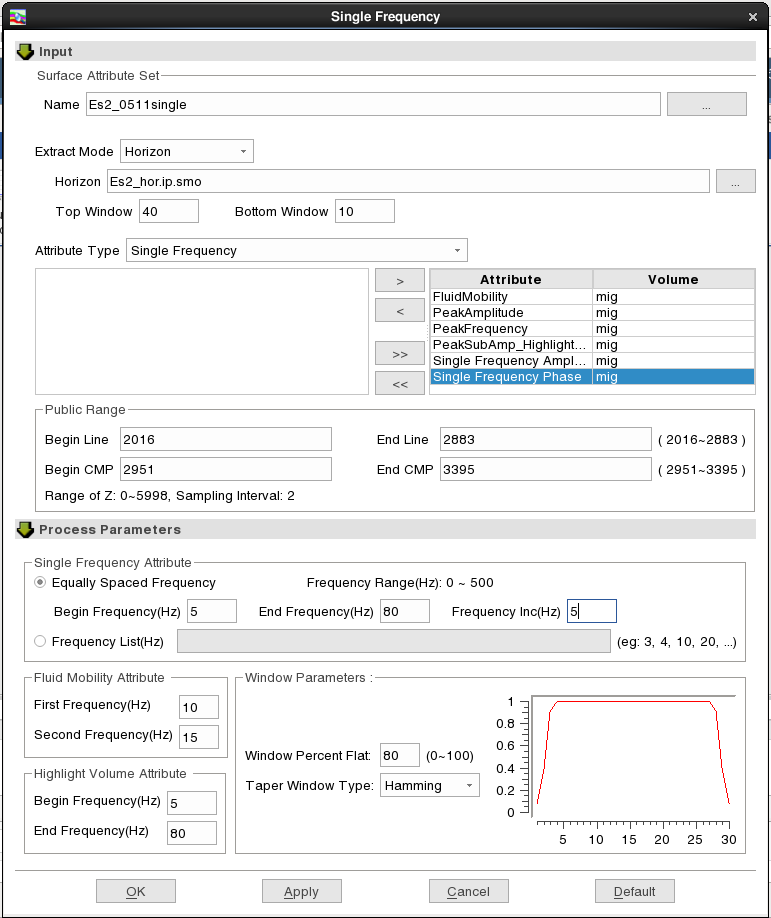 Single Frequency
Input
Surface Attribute Set
Name Es2_0511single ...
Extract Mode Horizon
Horizon Es2_hor.ip.smo ...
Top Window 40 Bottom Window 10
Attribute Type Single Frequency
> < >> <<
Attribute Volume
FluidMobility mig
PeakAmplitude mig
PeakFrequency mig
PeakSubAmp_Highlight... mig
Single Frequency Ampl... mig
Single Frequency Phase mig
Public Range
Begin Line 2016 End Line 2883 ( 2016~2883 )
Begin CMP 2951 End CMP 3395 ( 2951~3395 )
Range of Z: 0~5998, Sampling Interval: 2
Process Parameters
Single Frequency Attribute
Equally Spaced Frequency Frequency Range(Hz): 0 ~ 500
Begin Frequency(Hz) 5 End Frequency(Hz) 80 Frequency Inc(Hz) 5
Frequency List(Hz) (eg: 3, 4, 10, 20, ...)
Fluid Mobility Attribute
First Frequency(Hz) 10
Second Frequency(Hz) 15
Highlight Volume Attribute
Begin Frequency(Hz) 5
End Frequency(Hz) 80
Window Parameters :
Window Percent Flat: 80 (0~100)
Taper Window Type: Hamming
1
0.8
0.6
0.4
0.2
0
5 10 15 20 25 30
OK Apply Cancel Default